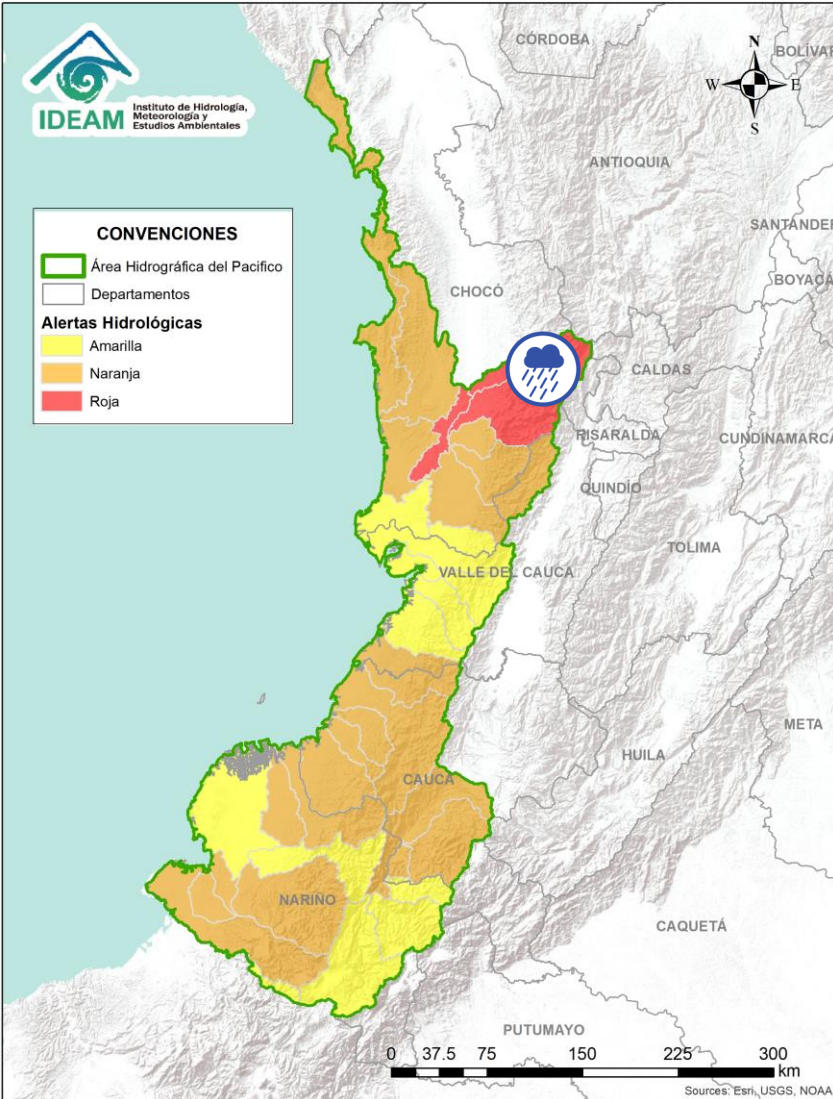 IDEAM
Instituto de Hidrología,
Meteorología y
Estudios Ambientales
CÓRDOBA
BOLÍVAR
N
W
E
S
ANTIOQUIA
SANTANDER
BOYACÁ
CONVENCIONES
Área Hidrográfica del Pacifico
Departamentos
Alertas Hidrológicas
Amarilla
Naranja
Roja
CHOCÓ
CALDAS
RISARALDA
CUNDINAMARCA
QUINDÍO
TOLIMA
VALLE DEL CAUCA
META
HUILA
CAUCA
NARIÑO
CAQUETÁ
PUTUMAYO
0 37.5 75 150 225 300
km
Sources: Esri, USGS, NOAA